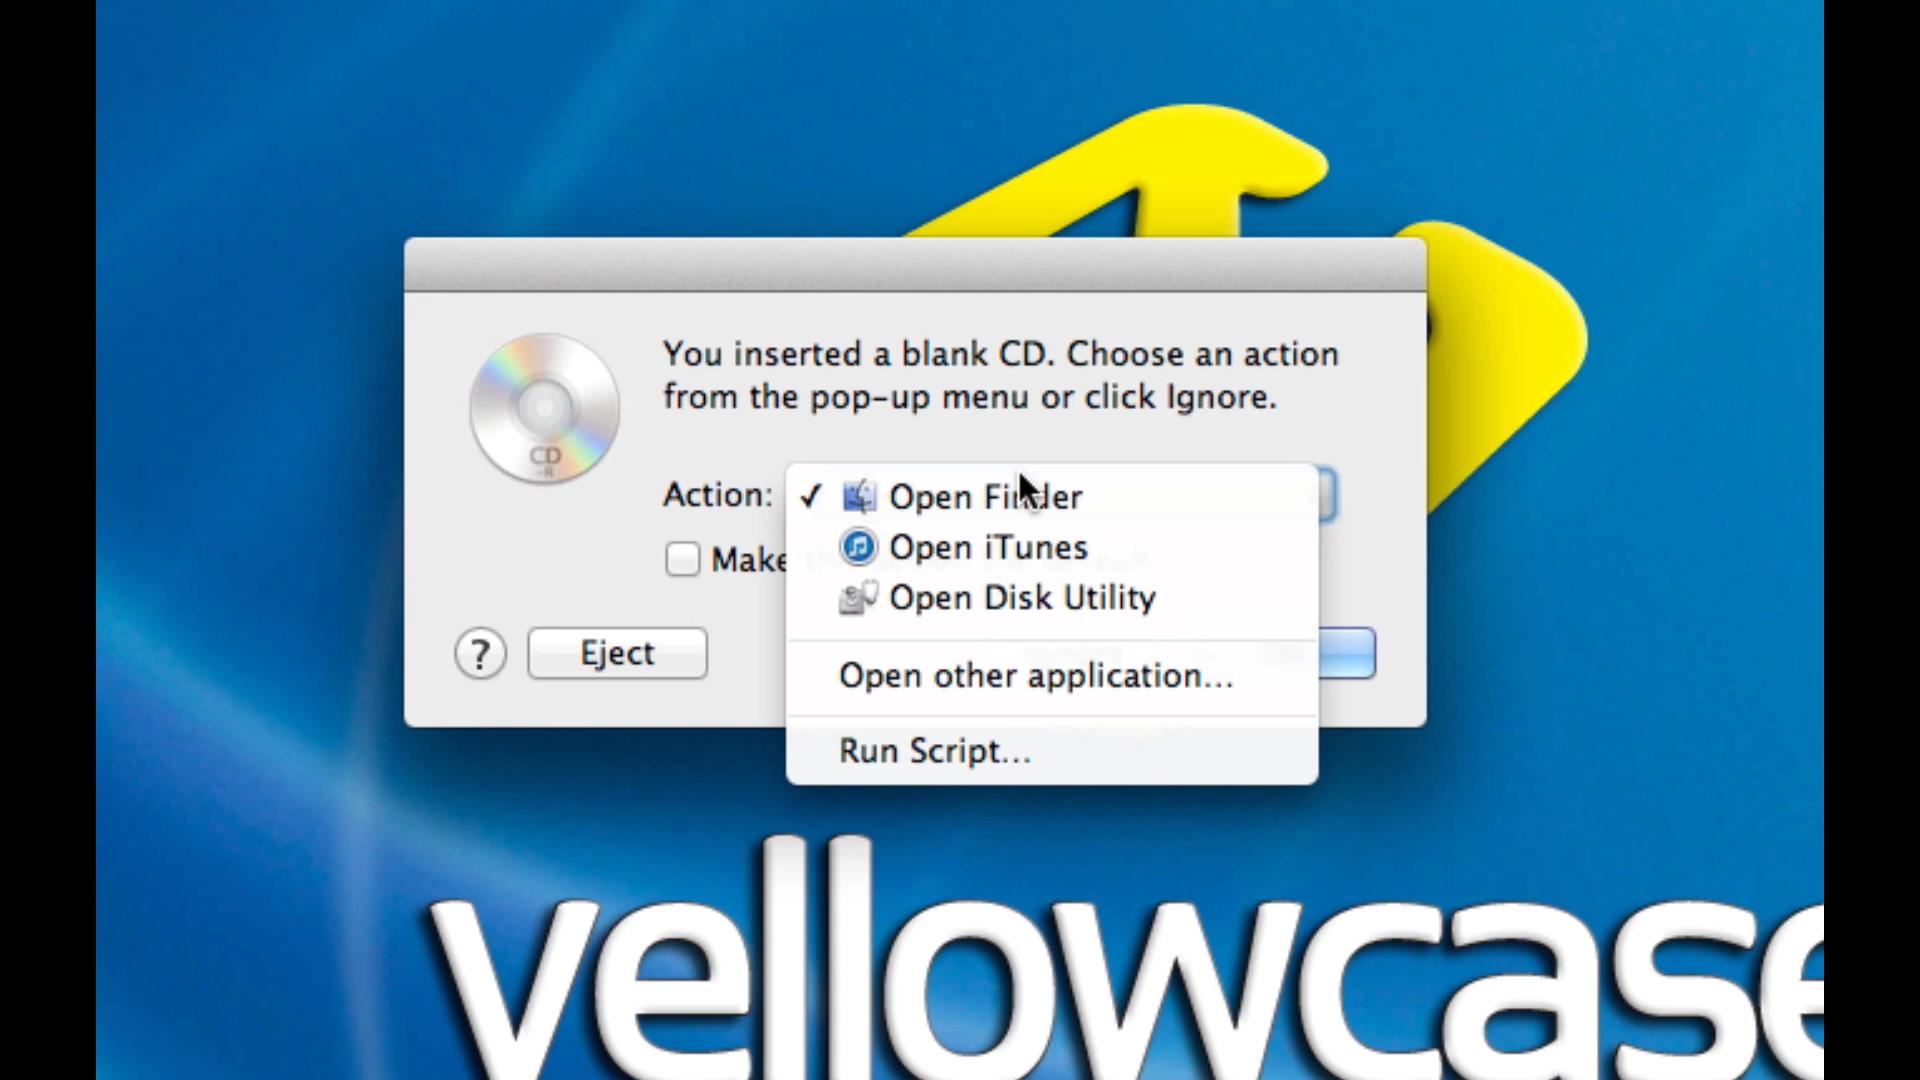 You inserted a blank CD. Choose an action
from the pop-up menu or click Ignore.
CD
-R
Action: ✓ Open Finder
Make
Open iTunes
Open Disk Utility
? Eject
Open other application...
Run Script...
yellowcase